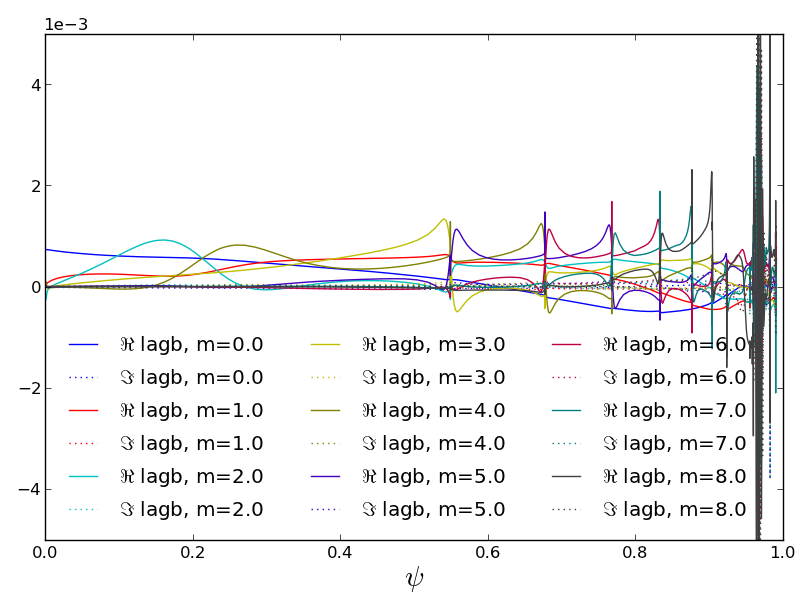 1e−3
4
2
0
−2
−4
ℜ lagb, m=0.0
ℑ lagb, m=0.0
ℜ lagb, m=1.0
ℑ lagb, m=1.0
ℜ lagb, m=2.0
ℑ lagb, m=2.0
ℜ lagb, m=3.0
ℑ lagb, m=3.0
ℜ lagb, m=4.0
ℑ lagb, m=4.0
ℜ lagb, m=5.0
ℑ lagb, m=5.0
ℜ lagb, m=6.0
ℑ lagb, m=6.0
ℜ lagb, m=7.0
ℑ lagb, m=7.0
ℜ lagb, m=8.0
ℑ lagb, m=8.0
0.0 0.2 0.4 0.6 0.8 1.0
ψ